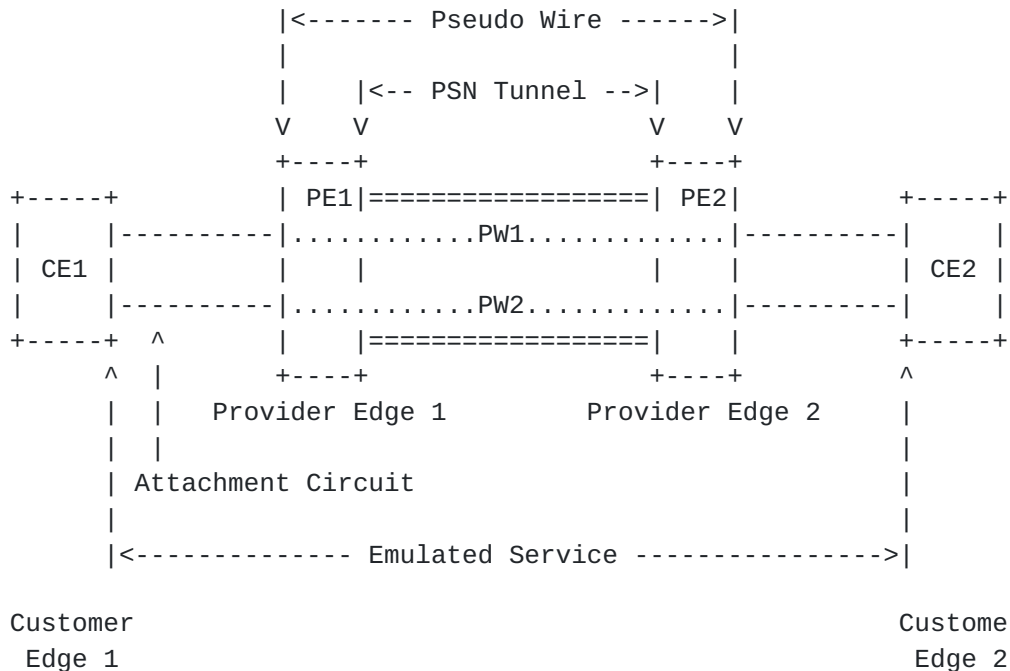 |<------- Pseudo Wire ------>|
|                            |
|    |<-- PSN Tunnel -->|    |
V    V                  V    V
+----+                  +----+
+-----+          | PE1|==================| PE2|          +-----+
|     |----------|............PW1.............|----------|     |
| CE1 |          |    |                  |    |          | CE2 |
|     |----------|............PW2.............|----------|     |
+-----+  ^       |    |==================|    |          +-----+
^  |       +----+                  +----+          ^
|  |   Provider Edge 1         Provider Edge 2     |
|  |                                               |
| Attachment Circuit                               |
|                                                  |
|<-------------- Emulated Service ---------------->|
Customer                                                 Custome
Edge 1                                                   Edge 2